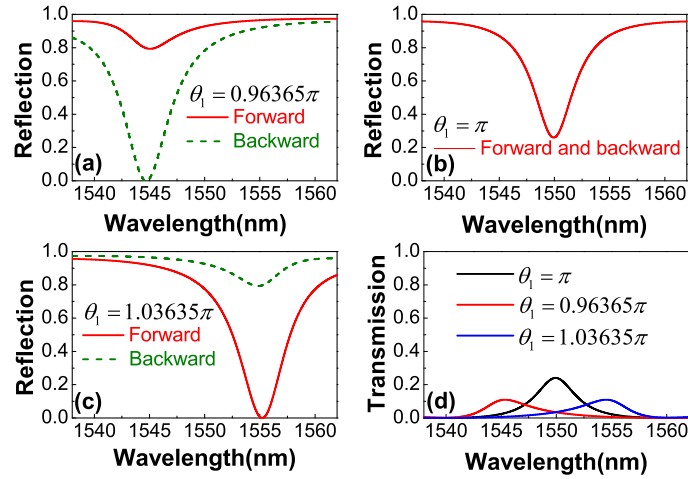 1.0
0.8
0.6
0.4
0.2
0.0
Reflection
θ₁ = 0.96365π
Forward
Backward
(a)
1540 1545 1550 1555 1560
Wavelength(nm)
1.0
0.8
0.6
0.4
0.2
0.0
Reflection
θ₁ = π
Forward and backward
(b)
1540 1545 1550 1555 1560
Wavelength(nm)
1.0
0.8
0.6
0.4
0.2
0.0
Reflection
θ₁ = 1.03635π
Forward
Backward
(c)
1540 1545 1550 1555 1560
Wavelength(nm)
1.0
0.8
0.6
0.4
0.2
0.0
Transmission
θ₁ = π
θ₁ = 0.96365π
θ₁ = 1.03635π
(d)
1540 1545 1550 1555 1560
Wavelength(nm)